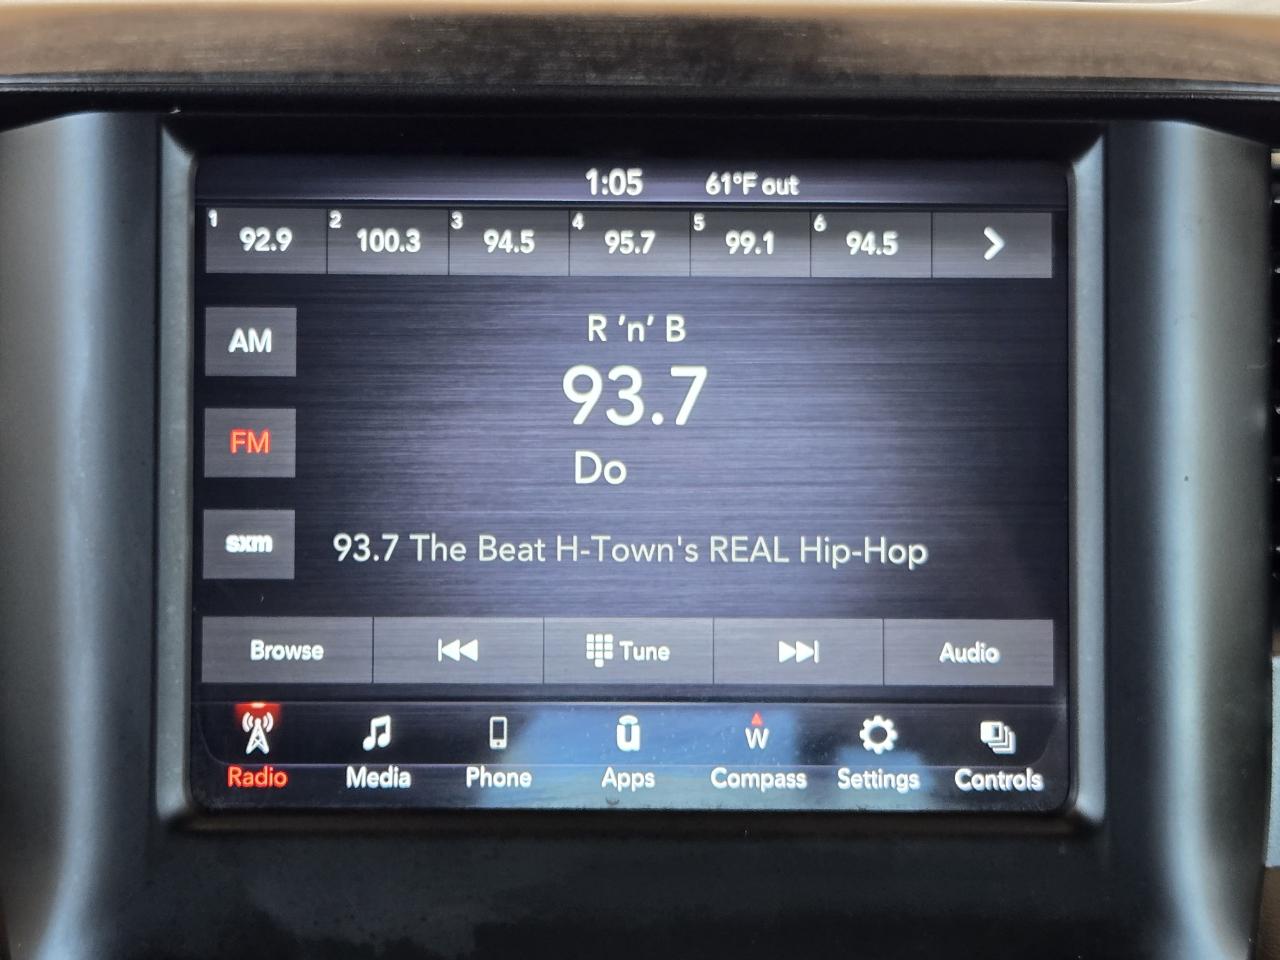 1:05 61°F out
1 92.9 2 100.3 3 94.5 4 95.7 5 99.1 6 94.5
AM
R 'n' B
93.7
FM
Do
sxm
93.7 The Beat H-Town's REAL Hip-Hop
Browse Tune Audio
W
Radio Media Phone Apps Compass Settings Controls